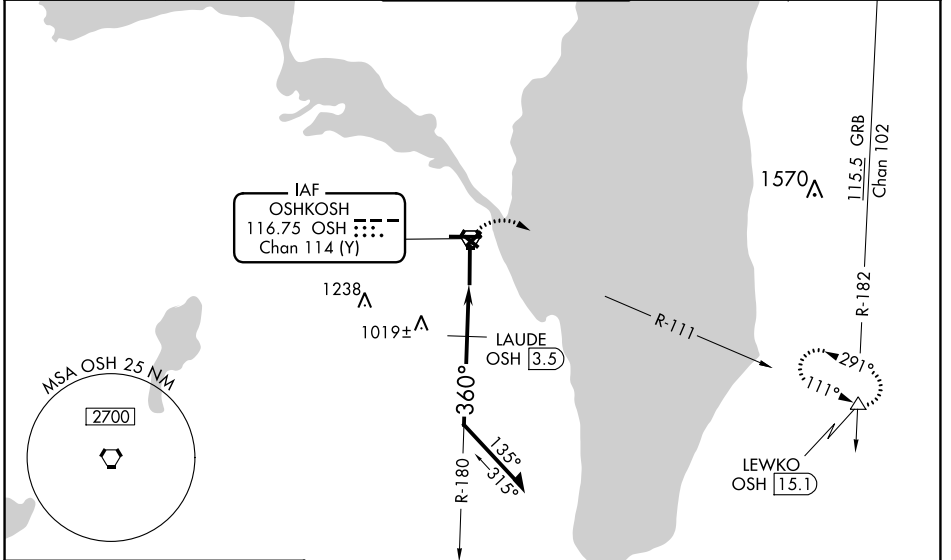 IAF
OSHKOSH
116.75 OSH
Chan 114 (Y)
1570
115.5 GRB
Chan 102
R-182
1238
1019±
LAUDE
OSH 3.5
R-111
291°
111°
MSA OSH 25 NM
2700
360°
135°
315°
R-180
LEWKO
OSH 15.1